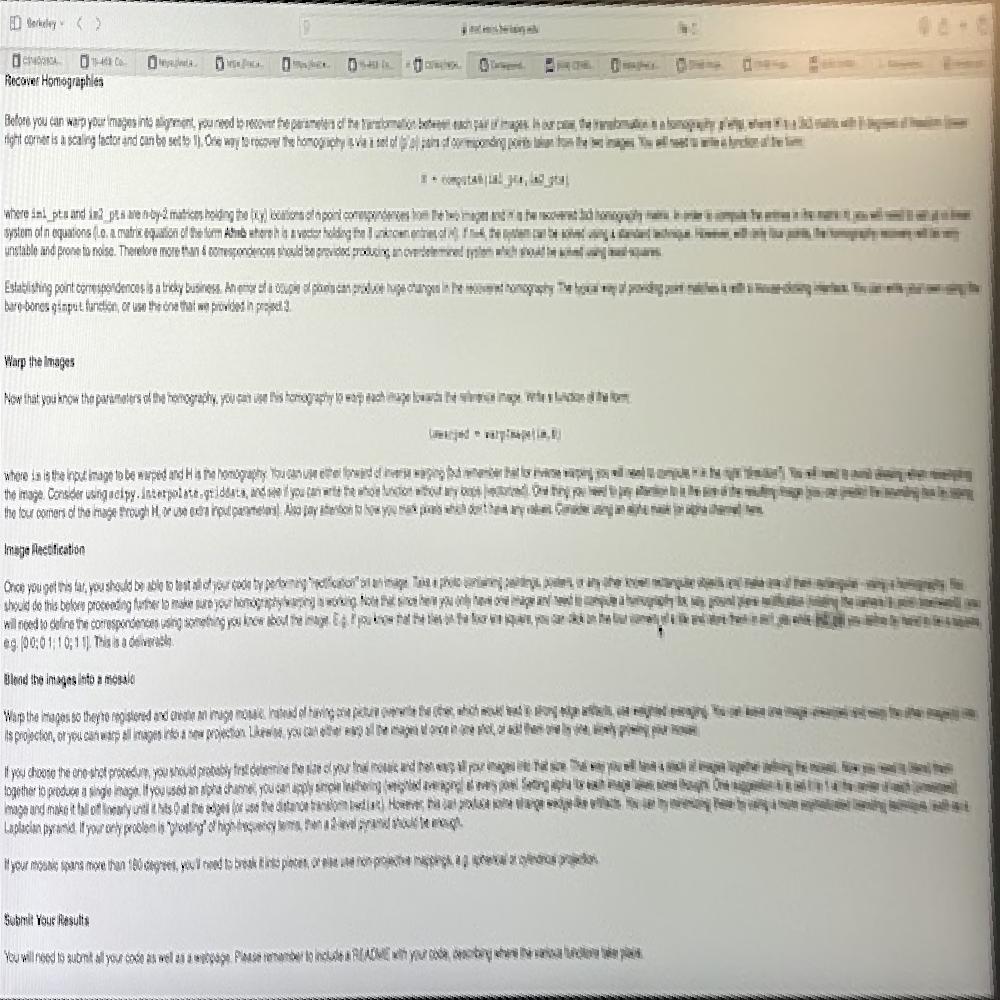 Berkeley
Recover Homographies
Before you can warp your images into alignment, you need to recover the parameters of the transformation between each pair of images. In our case, the transformation is a homography: where H is a 3x3 matrix with 8 degrees of freedom (lower
right corner is a scaling factor and can be set to 1). One way to recover the homography is via a set of (p',p) pairs of corresponding points taken from the two images. You will need to write a function of the form:
H = computeH(im1_pts,im2_pts)
where im1_pts and im2_pts are n-by-2 matrices holding the (x,y) locations of n point correspondences from the two images and H is the recovered 3x3 homography matrix. In order to compute the entries in the matrix H, you will need to set up a linear
system of n equations (i.e. a matrix equation of the form Ah=b where h is a vector holding the 8 unknown entries of H). If n=4, the system can be solved using a standard technique. However, with only four points, the homography recovery will be very
unstable and prone to noise. Therefore more than 4 correspondences should be provided producing an overdetermined system which should be solved using least-squares.
Establishing point correspondences is a tricky business. An error of a couple of pixels can produce huge changes in the recovered homography. The typical way of providing point matches is with a mouse-clicking interface. You can write your own using the
bare-bones ginput function, or use the one that we provided in project 3.
Warp the Images
Now that you know the parameters of the homography, you can use this homography to warp each image towards the reference image. Write a function of the form:
imwarped = warpImage(im,H)
where im is the input image to be warped and H is the homography. You can use either forward of inverse warping (but remember that for inverse warping, you will need to compute H in the right "direction"). You will need to avoid aliasing when resampling
the image. Consider using scipy.interpolate.griddata, and see if you can write the whole function without any loops (vectorized). One thing you need to pay attention to is the size of the resulting image (you can predict the bounding box by piping
the four corners of the image through H, or use extra input parameters). Also pay attention to how you mark pixels which don't have any values. Consider using an alpha mask (or alpha channel) here.
Image Rectification
Once you get this far, you should be able to test all of your code by performing "rectification" on an image. Take a photo containing paintings, posters, or any other known rectangular objects and make one of them rectangular - using a homography. You
should do this before proceeding further to make sure your homography/warping is working. Note that since here you only have one image and need to compute a homography for, say, ground plane rectification (rotating the camera to point downward), you
will need to define the correspondences using something you know about the image. E.g. if you know that the tiles on the floor are square, you can click on the four corners of a tile and store them in im1_pts while im2_pts you define by hand to be a square,
e.g. [0 0; 0 1; 1 0; 1 1]. This is a deliverable.
Blend the images into a mosaic
Warp the images so they're registered and create an image mosaic. Instead of having one picture overwrite the other, which would lead to strong edge artifacts, use weighted averaging. You can leave one image unwarped and warp the other image(s) into
its projection, or you can warp all images into a new projection. Likewise, you can either warp all the images at once in one shot, or add them one by one, slowly growing your mosaic.
If you choose the one-shot procedure, you should probably first determine the size of your final mosaic and then warp all your images into that size. That way you will have a stack of images together defining the mosaic. Now you need to blend them
together to produce a single image. If you used an alpha channel, you can apply simple feathering (weighted averaging) at every pixel. Setting alpha for each image takes some thought. One suggestion is to set it to 1 at the center of each (unwarped)
image and make it fall off linearly until it hits 0 at the edges (or use the distance transform bwdist). However, this can produce some strange wedge-like artifacts. You can try minimizing these by using a more sophisticated blending technique, such as a
Laplacian pyramid. If your only problem is "ghosting" of high-frequency terms, then a 2-level pyramid should be enough.
If your mosaic spans more than 180 degrees, you'll need to break it into pieces, or else use non-projective mappings, e.g. spherical or cylindrical projection.
Submit Your Results
You will need to submit all your code as well as a webpage. Please remember to include a README with your code, describing where the various functions take place.